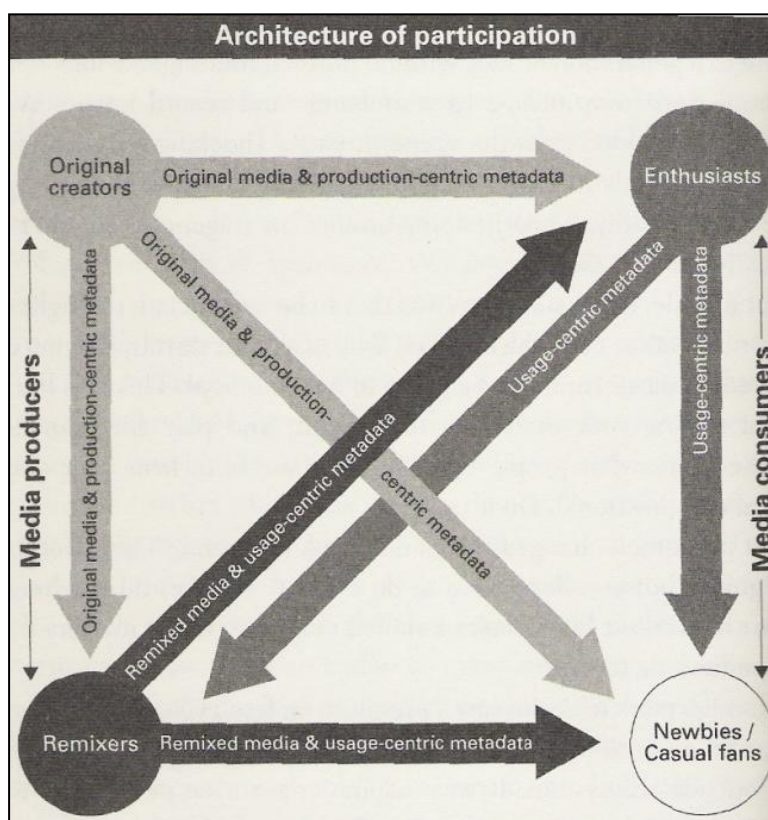 Architecture of participation
Original
creators
Original media & production-centric metadata
Enthusiasts
Original media & production-
centric metadata
Usage-centric metadata
Usage-centric metadata
Media producers
Original media & production-centric metadata
Remixed media & usage-centric metadata
Media consumers
Remixers
Remixed media & usage-centric metadata
Newbies /
Casual fans